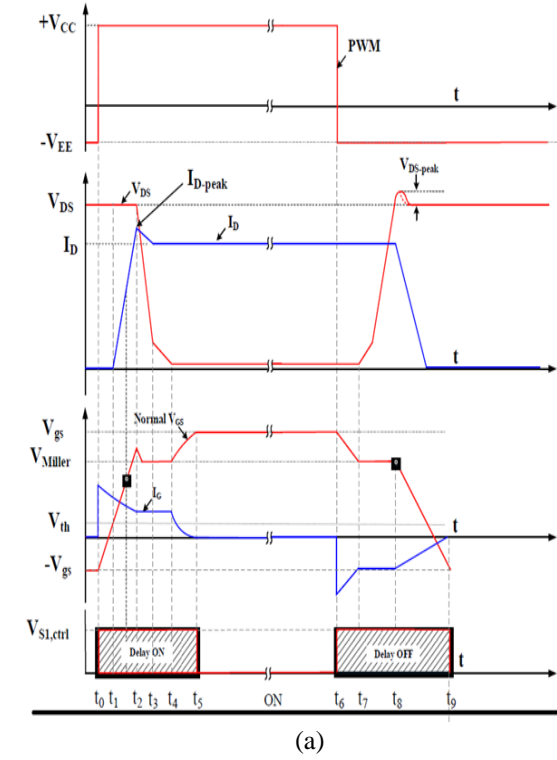 +VCC
PWM
t
-VEE
VDS-peak
ID-peak
VDS
VDS
ID
ID
t
Normal VGS
Vgs
VMiller
IG
Vth
t
-Vgs
VS1,ctrl
Delay ON
Delay OFF
t
t0 t1 t2 t3 t4 t5 ON t6 t7 t8 t9
(a)